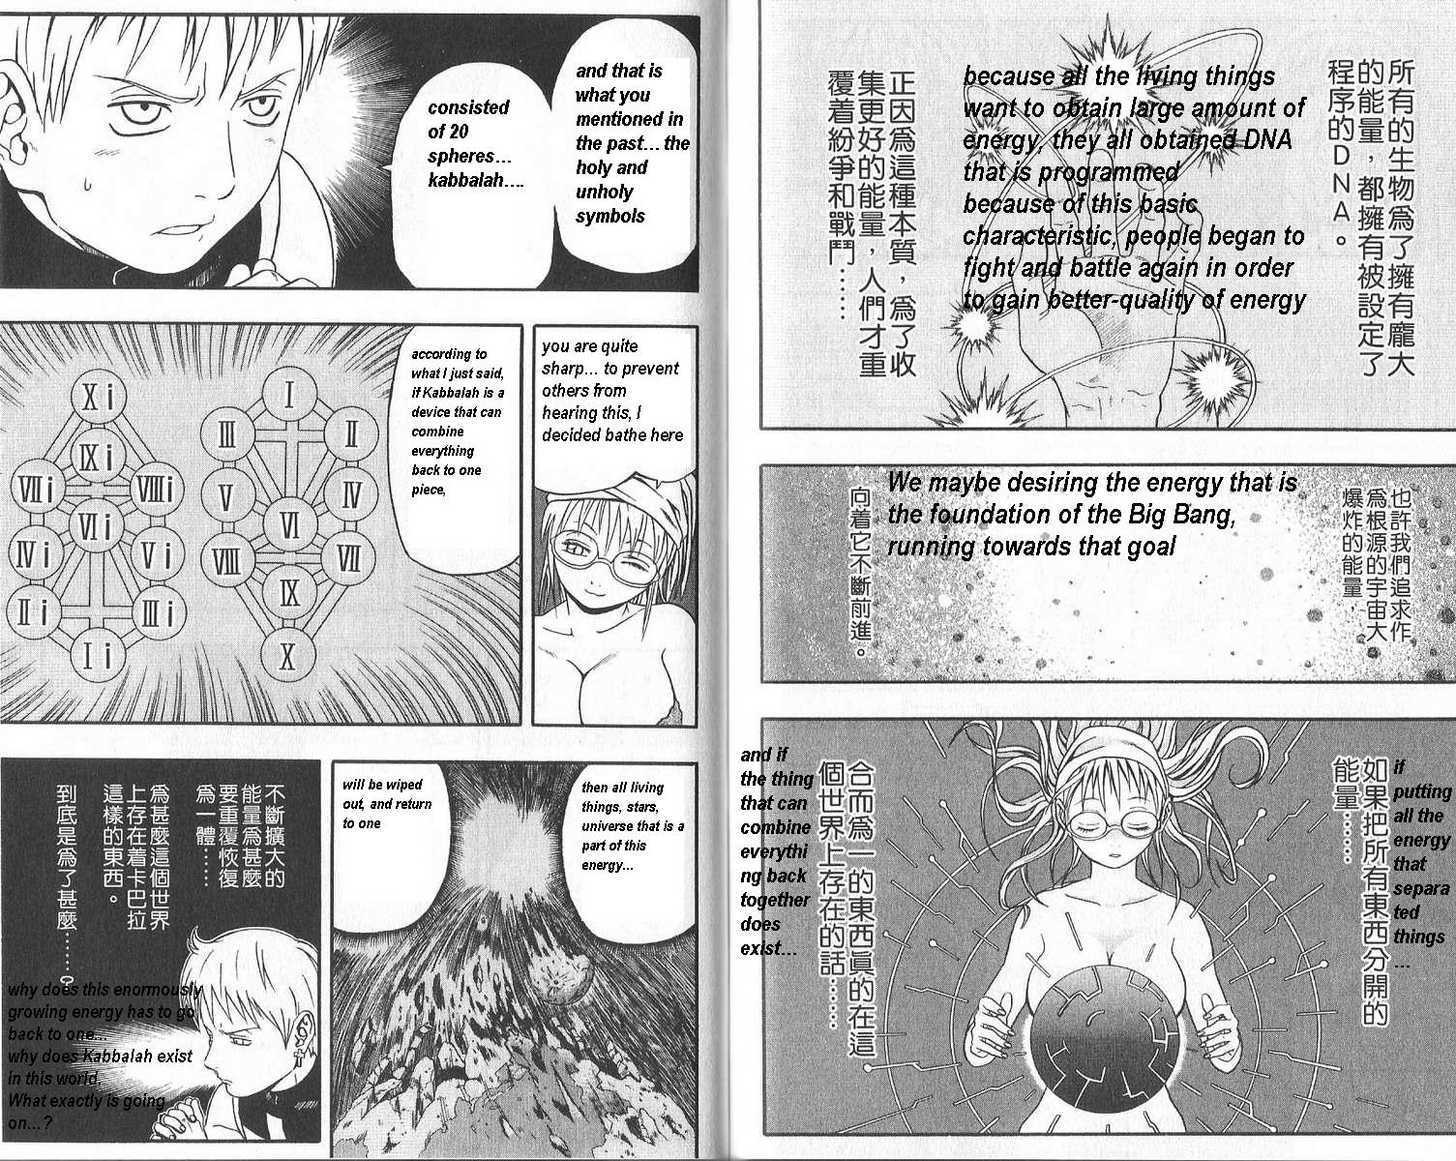 所有的生物為了擁有龐大
的能量，都擁有被設定了
程序的DNA。
because all the living things
want to obtain large amount of
energy, they all obtained DNA
that is programmed
because of this basic
characteristic, people began to
fight and battle again in order
to gain better-quality of energy
正因為這種本質，為了收
集更好的能量，人們才重
覆着紛爭和戰鬥……
也許我們追求作
為根源的宇宙大
爆炸的能量，
We maybe desiring the energy that is
the foundation of the Big Bang,
running towards that goal
向着它不斷前進。
if
putting
all the
energy
that
separa
ted
things
...
如果把所有東西分開的
能量……
合而為一的東西真的在這
個世界上存在的話……
and if
the thing
that can
combine
everythi
ng back
together
does
exist…
and that is
what you
mentioned in
the past… the
holy and
unholy
symbols
consisted
of 20
spheres…
kabbalah….
you are quite
sharp… to prevent
others from
hearing this, I
decided bathe here
according to
what I just said,
if Kabbalah is a
device that can
combine
everything
back to one
piece,
I
III
II
V
IV
VI
VIII
VII
IX
X
Xi
IXi
VIIi
VIIIi
VIi
IVi
Vi
IIi
IIIi
Ii
then all living
things, stars,
universe that is a
part of this
energy…
will be wiped
out, and return
to one
不斷擴大的
能量為甚麼
要重覆恢復
為一體……
為甚麼這個世界
上存在着卡巴拉
這樣的東西。
到底是為了甚麼……?
why does this enormously
growing energy has to go
back to one...
why does Kabbalah exist
in this world.
What exactly is going
on…?